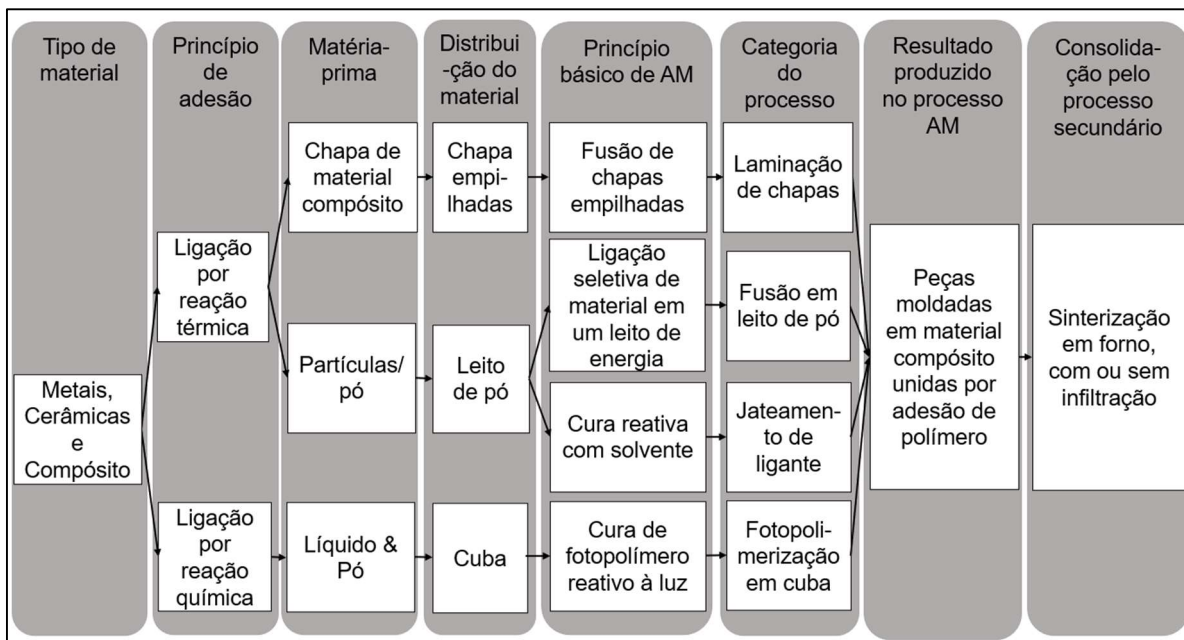 Tipo de
material
Princípio
de
adesão
Matéria-
prima
Distribui
-ção do
material
Princípio
básico de AM
Categoria
do
processo
Resultado
produzido
no processo
AM
Consolida-
ção pelo
processo
secundário
Metais,
Cerâmicas
e
Compósito
Ligação
por
reação
térmica
Ligação
por
reação
química
Chapa de
material
compósito
Partículas/
pó
Líquido &
Pó
Chapa
empi-
lhadas
Leito
de pó
Cuba
Fusão de
chapas
empilhadas
Ligação
seletiva de
material em
um leito de
energia
Cura reativa
com solvente
Cura de
fotopolímero
reativo à luz
Laminação
de chapas
Fusão em
leito de pó
Jateamen-
to de
ligante
Fotopoli-
merização
em cuba
Peças
moldadas
em material
compósito
unidas por
adesão de
polímero
Sinterização
em forno,
com ou sem
infiltração